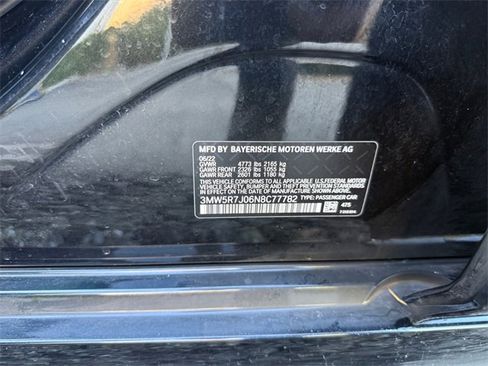 MFD BY BAYERISCHE MOTOREN WERKE AG
06/22
GVWR 4773 lbs 2165 kg
GAWR FRONT 2326 lbs 1055 kg
GAWR REAR 2601 lbs 1180 kg
THIS VEHICLE CONFORMS TO ALL APPLICABLE U.S. FEDERAL MOTOR
VEHICLE SAFETY, BUMPER, AND THEFT PREVENTION STANDARDS
IN EFFECT ON THE DATE OF MANUFACTURE SHOWN ABOVE.
3MW5R7J06N8C77782 TYPE: PASSENGER CAR
475